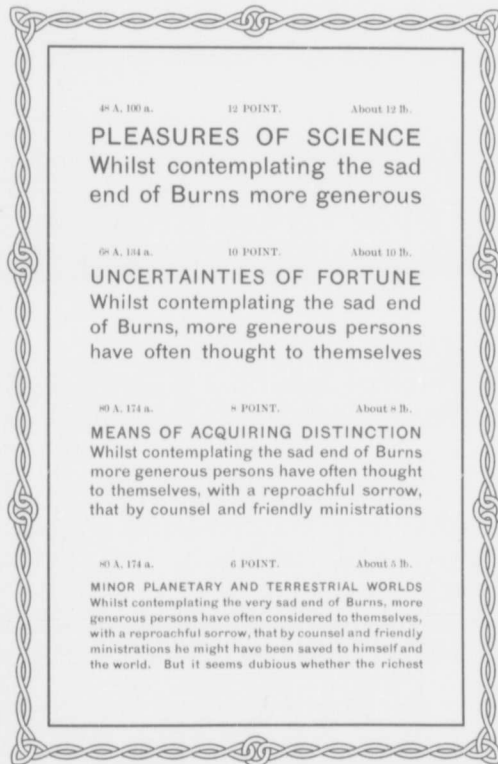 48 A, 100 a. 12 POINT. About 12 lb.
PLEASURES OF SCIENCE
Whilst contemplating the sad
end of Burns more generous
68 A, 134 a. 10 POINT. About 10 lb.
UNCERTAINTIES OF FORTUNE
Whilst contemplating the sad end
of Burns, more generous persons
have often thought to themselves
80 A, 174 a. 8 POINT. About 8 lb.
MEANS OF ACQUIRING DISTINCTION
Whilst contemplating the sad end of Burns
more generous persons have often thought
to themselves, with a reproachful sorrow,
that by counsel and friendly ministrations
80 A, 174 a. 6 POINT. About 5 lb.
MINOR PLANETARY AND TERRESTRIAL WORLDS
Whilst contemplating the very sad end of Burns, more
generous persons have often considered to themselves,
with a reproachful sorrow, that by counsel and friendly
ministrations he might have been saved to himself and
the world. But it seems dubious whether the richest